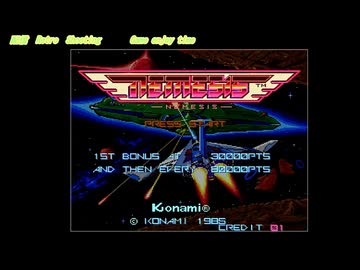 Retro Shooting Game enjoy time
NEMESIS TM
- NEMESIS -
PRESS START
1ST BONUS AT 30000PTS
AND THEN EVERY 80000PTS
Konami®
© KONAMI 1985
CREDIT 01